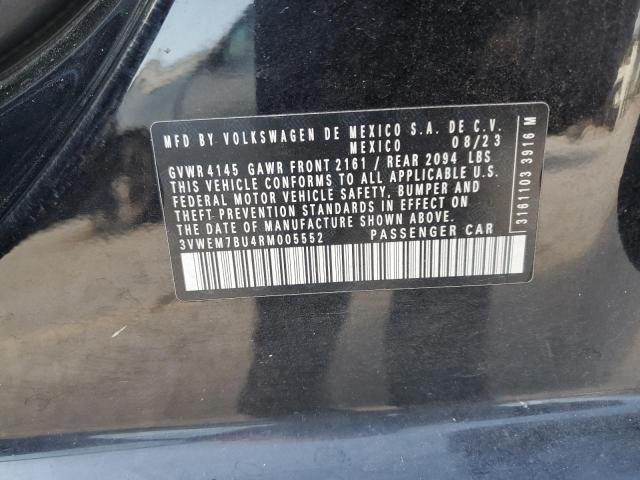 MFD BY VOLKSWAGEN DE MEXICO S.A. DE C.V.
MEXICO 08/23
GVWR 4145 GAWR FRONT 2161 / REAR 2094 LBS
THIS VEHICLE CONFORMS TO ALL APPLICABLE U.S.
FEDERAL MOTOR VEHICLE SAFETY, BUMPER AND
THEFT PREVENTION STANDARDS IN EFFECT ON
THE DATE OF MANUFACTURE SHOWN ABOVE.
3VWEM7BU4RM005552 PASSENGER CAR
3161103 3916 M